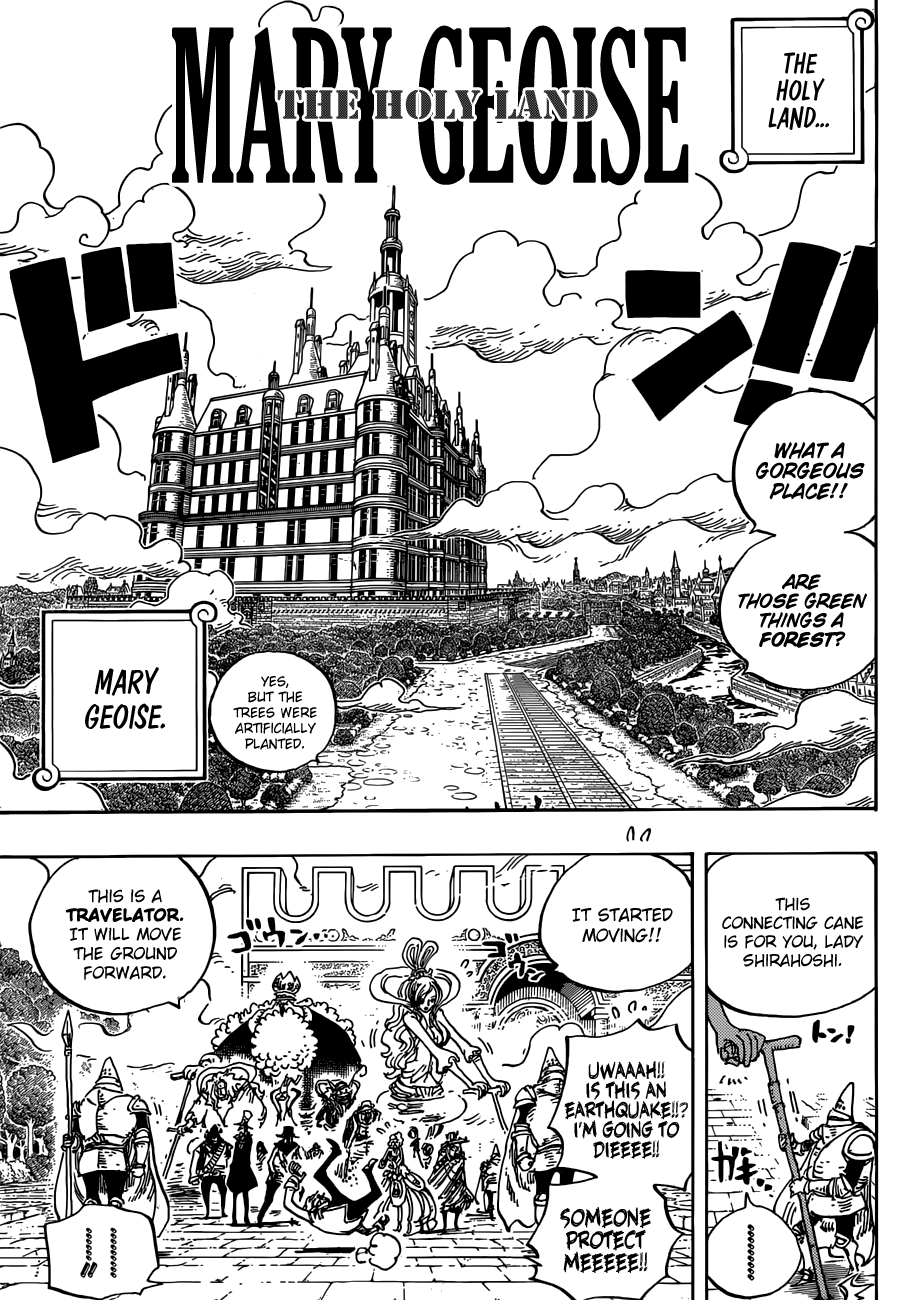 THE
HOLY
LAND...
MARY GEOISE
THE HOLY LAND
ドン!!
WHAT A
GORGEOUS
PLACE!!
ARE
THOSE GREEN
THINGS A
FOREST?
YES,
BUT THE
TREES WERE
ARTIFICIALLY
PLANTED.
MARY
GEOISE.
THIS
CONNECTING CANE
IS FOR YOU, LADY
SHIRAHOSHI.
トン!
ガキ...
..........
IT STARTED
MOVING!!
ゴウン
ゴウン...
UWAAAH!!
IS THIS AN
EARTHQUAKE!!?
I'M GOING TO
DIEEEE!!
SOMEONE
PROTECT
MEEEEE!!
THIS IS A
TRAVELATOR.
IT WILL MOVE
THE GROUND
FORWARD.